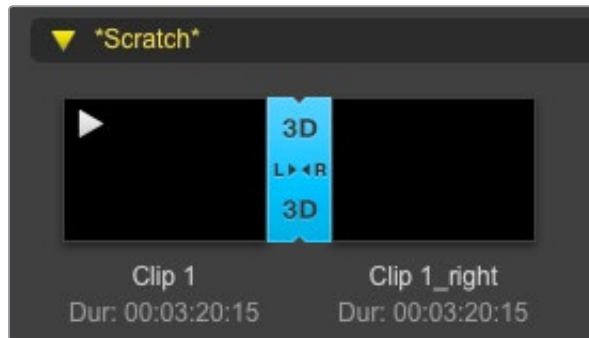 *Scratch*
3D
L R
3D
Clip 1
Clip 1_right
Dur: 00:03:20:15
Dur: 00:03:20:15